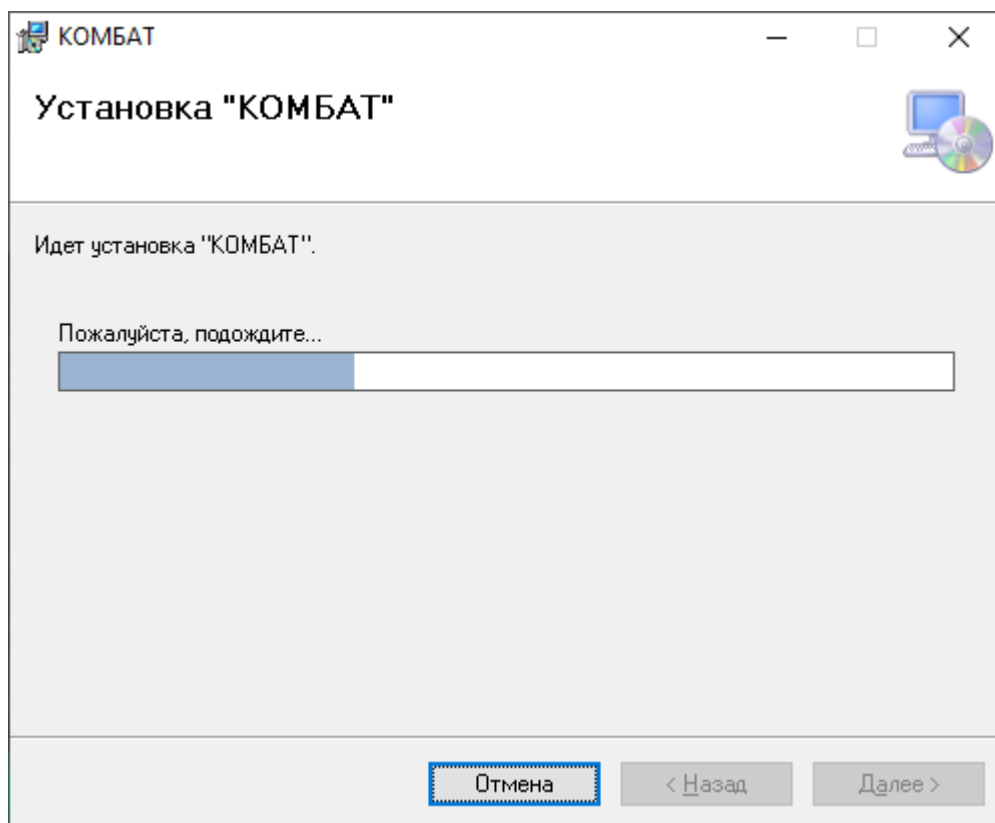 КОМБАТ
Установка "КОМБАТ"
Идет установка "КОМБАТ".
Пожалуйста, подождите...
Отмена
< Назад
Далее >